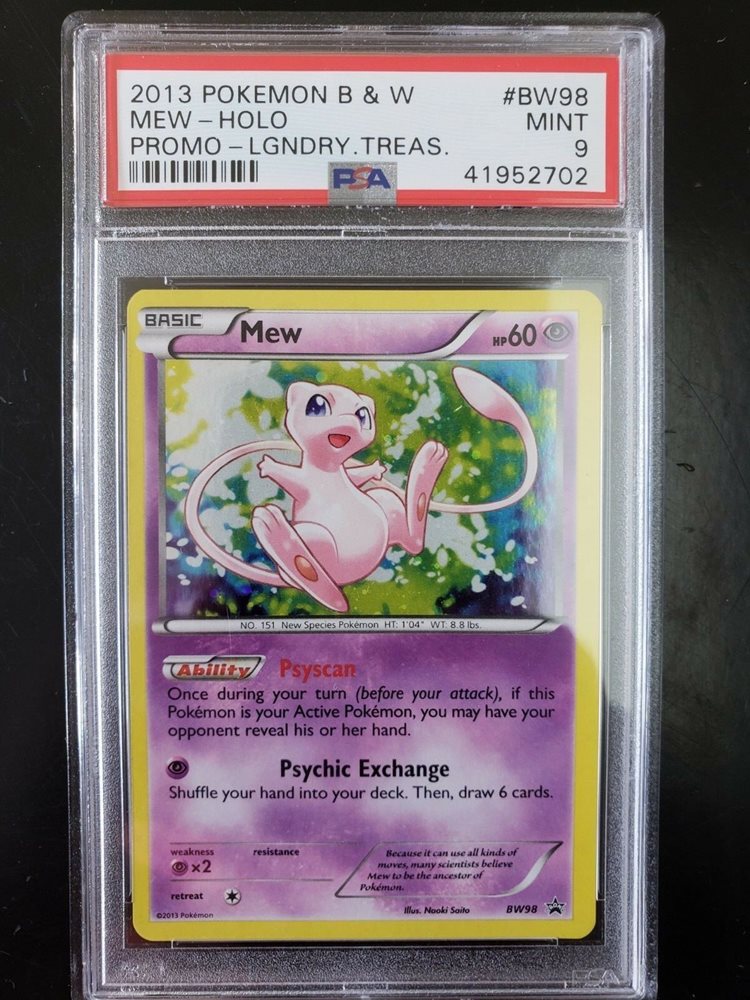 2013 POKEMON B & W #BW98
MEW - HOLO MINT
PROMO - LGNDRY.TREAS. 9
PSA 41952702
BASIC Mew HP60
NO. 151 New Species Pokémon HT: 1'04" WT: 8.8 lbs.
Ability Psyscan
Once during your turn (before your attack), if this
Pokémon is your Active Pokémon, you may have your
opponent reveal his or her hand.
Psychic Exchange
Shuffle your hand into your deck. Then, draw 6 cards.
weakness resistance
×2
retreat
Because it can use all kinds of
moves, many scientists believe
Mew to be the ancestor of
Pokémon.
©2013 Pokémon Illus. Naoki Saito BW98
PSA